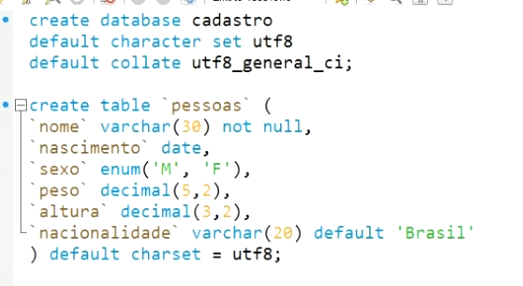 create database cadastro
default character set utf8
default collate utf8_general_ci;
create table `pessoas` (
`nome` varchar(30) not null,
`nascimento` date,
`sexo` enum('M', 'F'),
`peso` decimal(5,2),
`altura` decimal(3,2),
`nacionalidade` varchar(20) default 'Brasil'
) default charset = utf8;